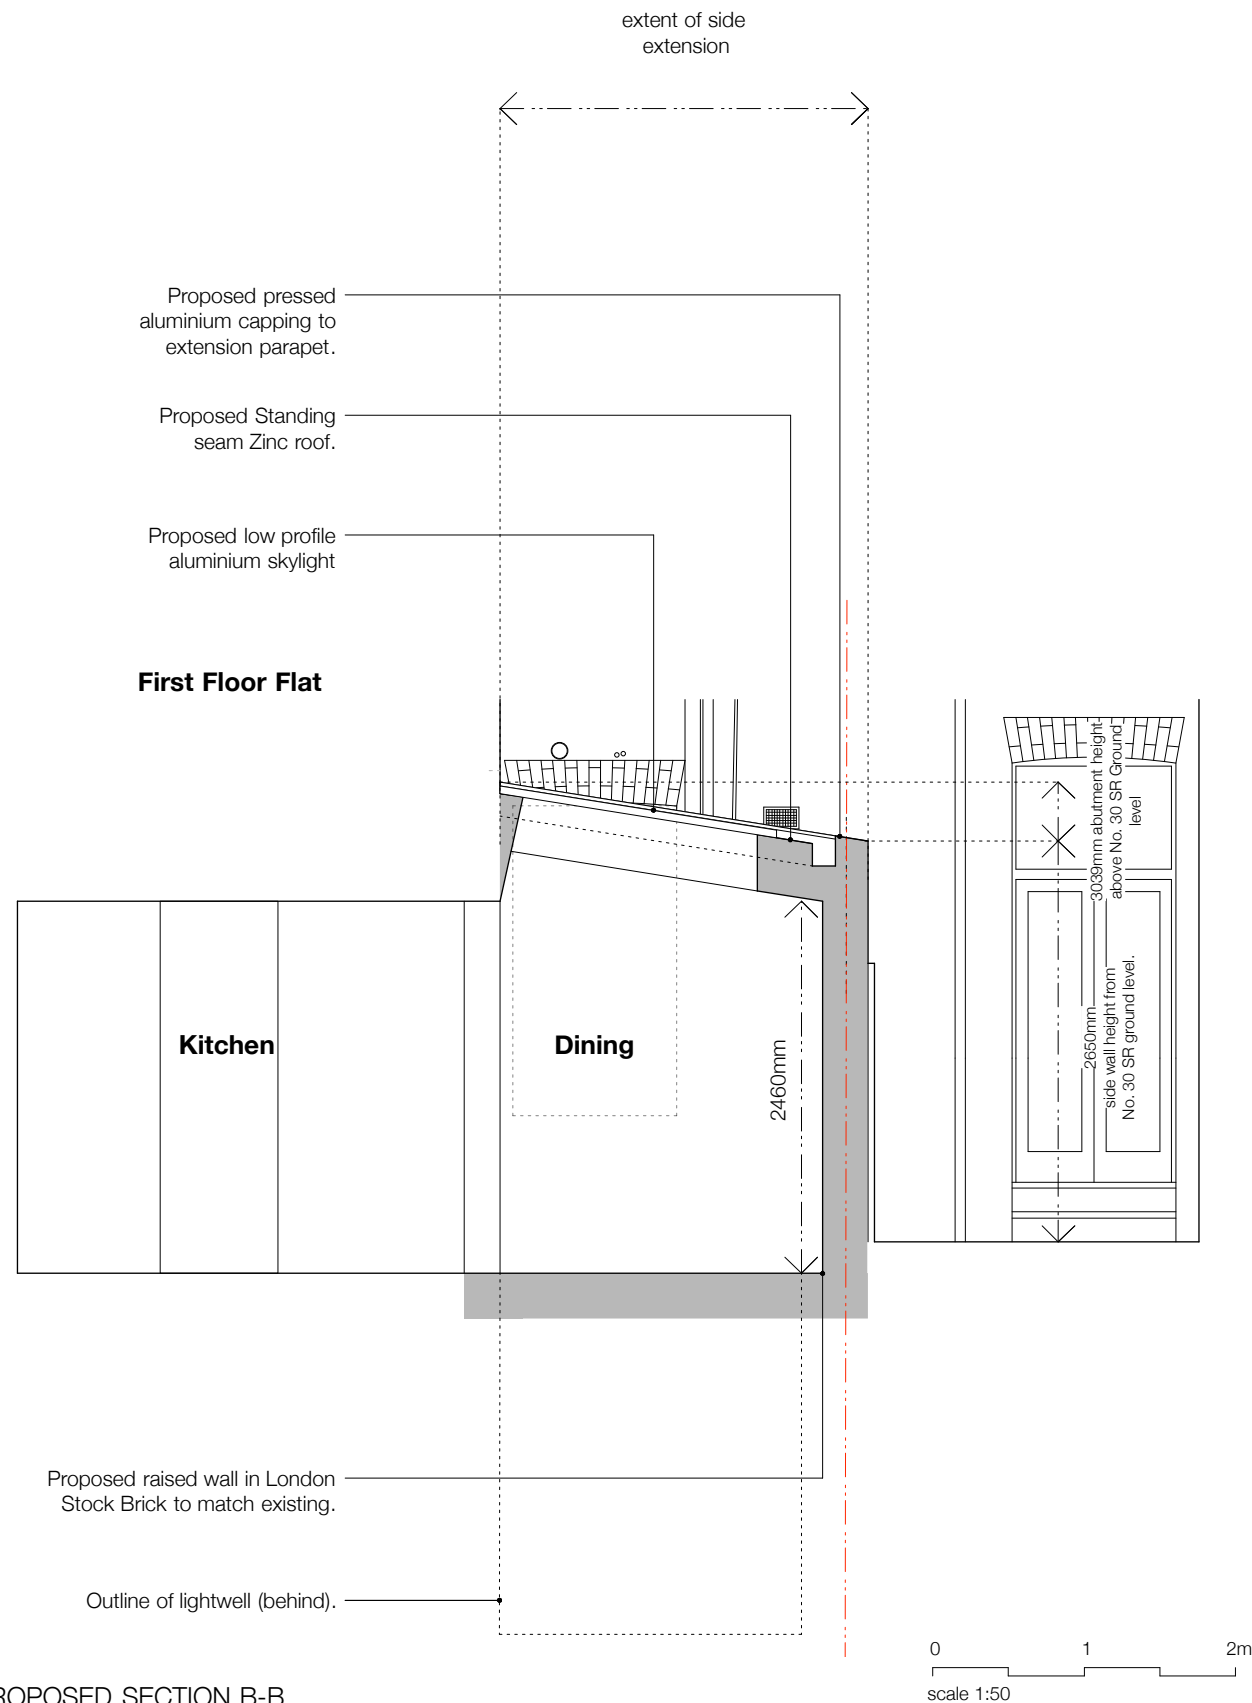 extent of side
extension
Proposed pressed
aluminium capping to
extension parapet.
Proposed Standing
seam Zinc roof.
Proposed low profile
aluminium skylight
First Floor Flat
3039mm abutment height
above No. 30 SR Ground
level
Kitchen
Dining
2460mm
2650mm
side wall height from
No. 30 SR ground level.
Proposed raised wall in London
Stock Brick to match existing.
Outline of lightwell (behind).
0 1 2m
scale 1:50
ROPOSED SECTION B-B